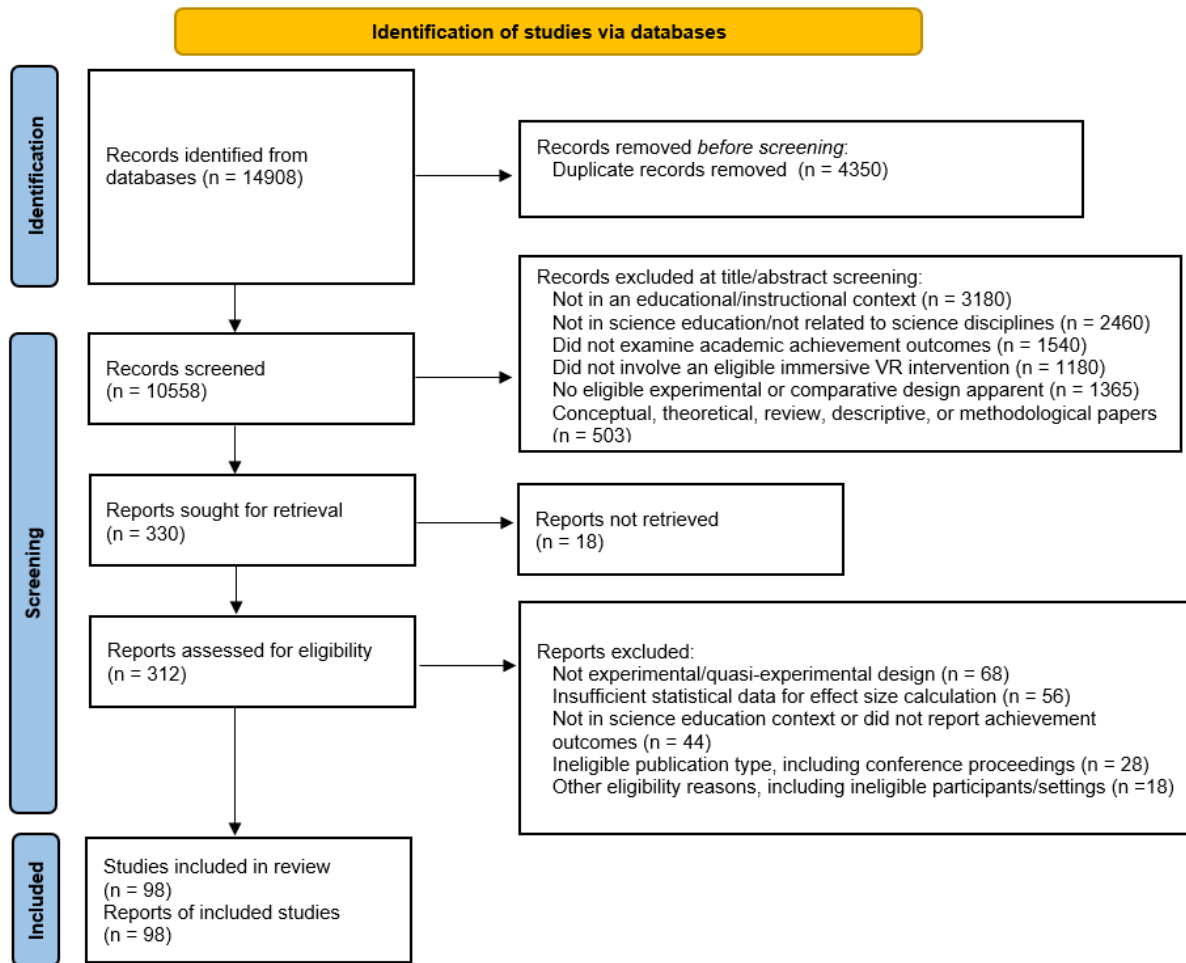 Identification of studies via databases
Identification
Records identified from
databases (n = 14908)
Records removed before screening:
Duplicate records removed  (n = 4350)
Records excluded at title/abstract screening:
Not in an educational/instructional context (n = 3180)
Not in science education/not related to science disciplines (n = 2460)
Did not examine academic achievement outcomes (n = 1540)
Did not involve an eligible immersive VR intervention (n = 1180)
No eligible experimental or comparative design apparent (n = 1365)
Conceptual, theoretical, review, descriptive, or methodological papers
(n = 503)
Screening
Records screened
(n = 10558)
Reports sought for retrieval
(n = 330)
Reports not retrieved
(n = 18)
Reports assessed for eligibility
(n = 312)
Reports excluded:
Not experimental/quasi-experimental design (n = 68)
Insufficient statistical data for effect size calculation (n = 56)
Not in science education context or did not report achievement
outcomes (n = 44)
Ineligible publication type, including conference proceedings (n = 28)
Other eligibility reasons, including ineligible participants/settings (n =18)
Included
Studies included in review
(n = 98)
Reports of included studies
(n = 98)